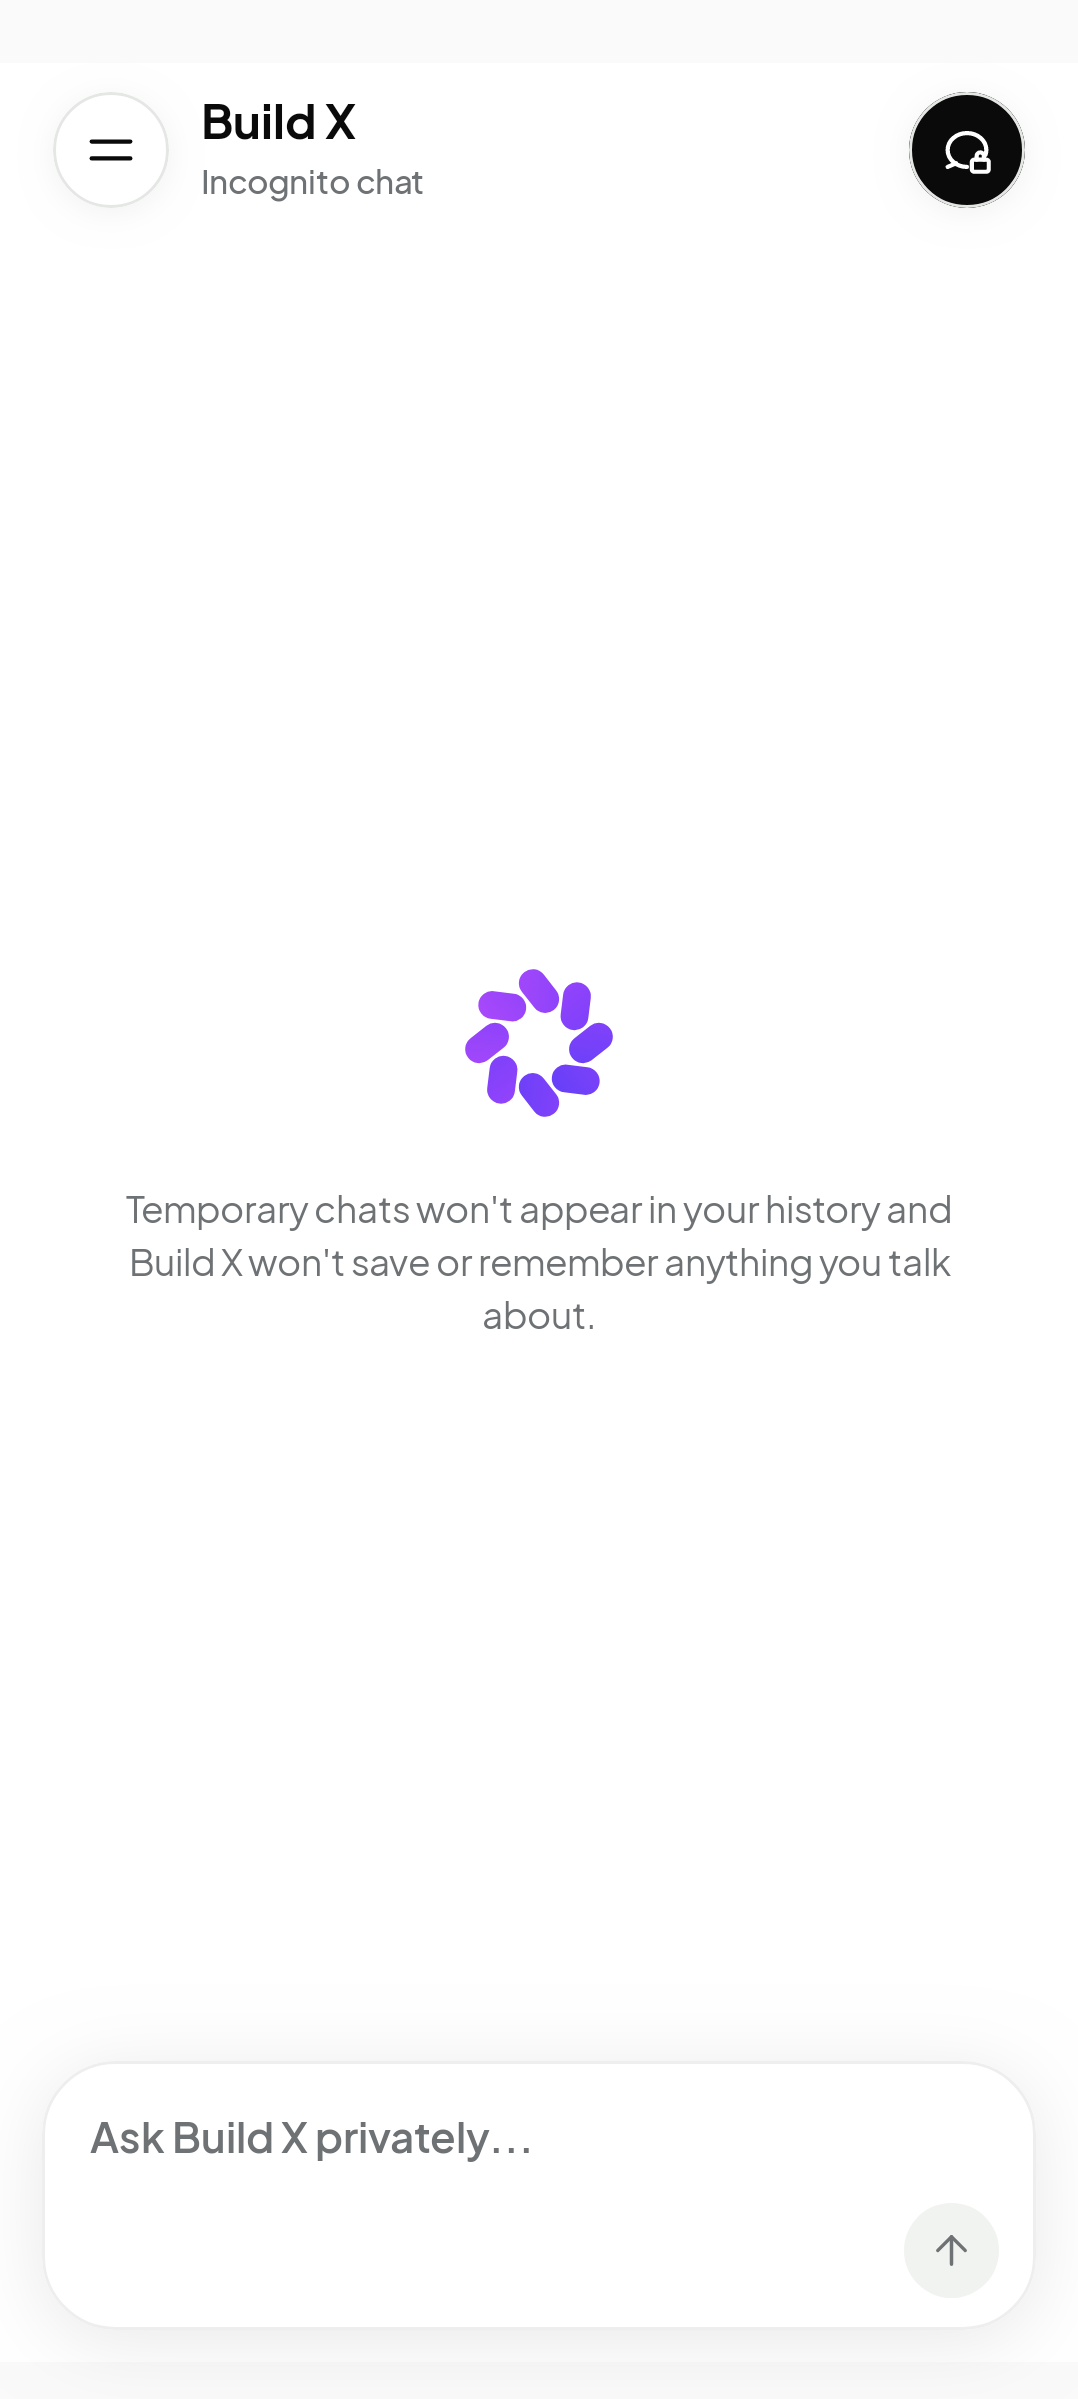 Build X
Incognito chat
Temporary chats won't appear in your history and
Build X won't save or remember anything you talk
about.
Ask Build X privately...